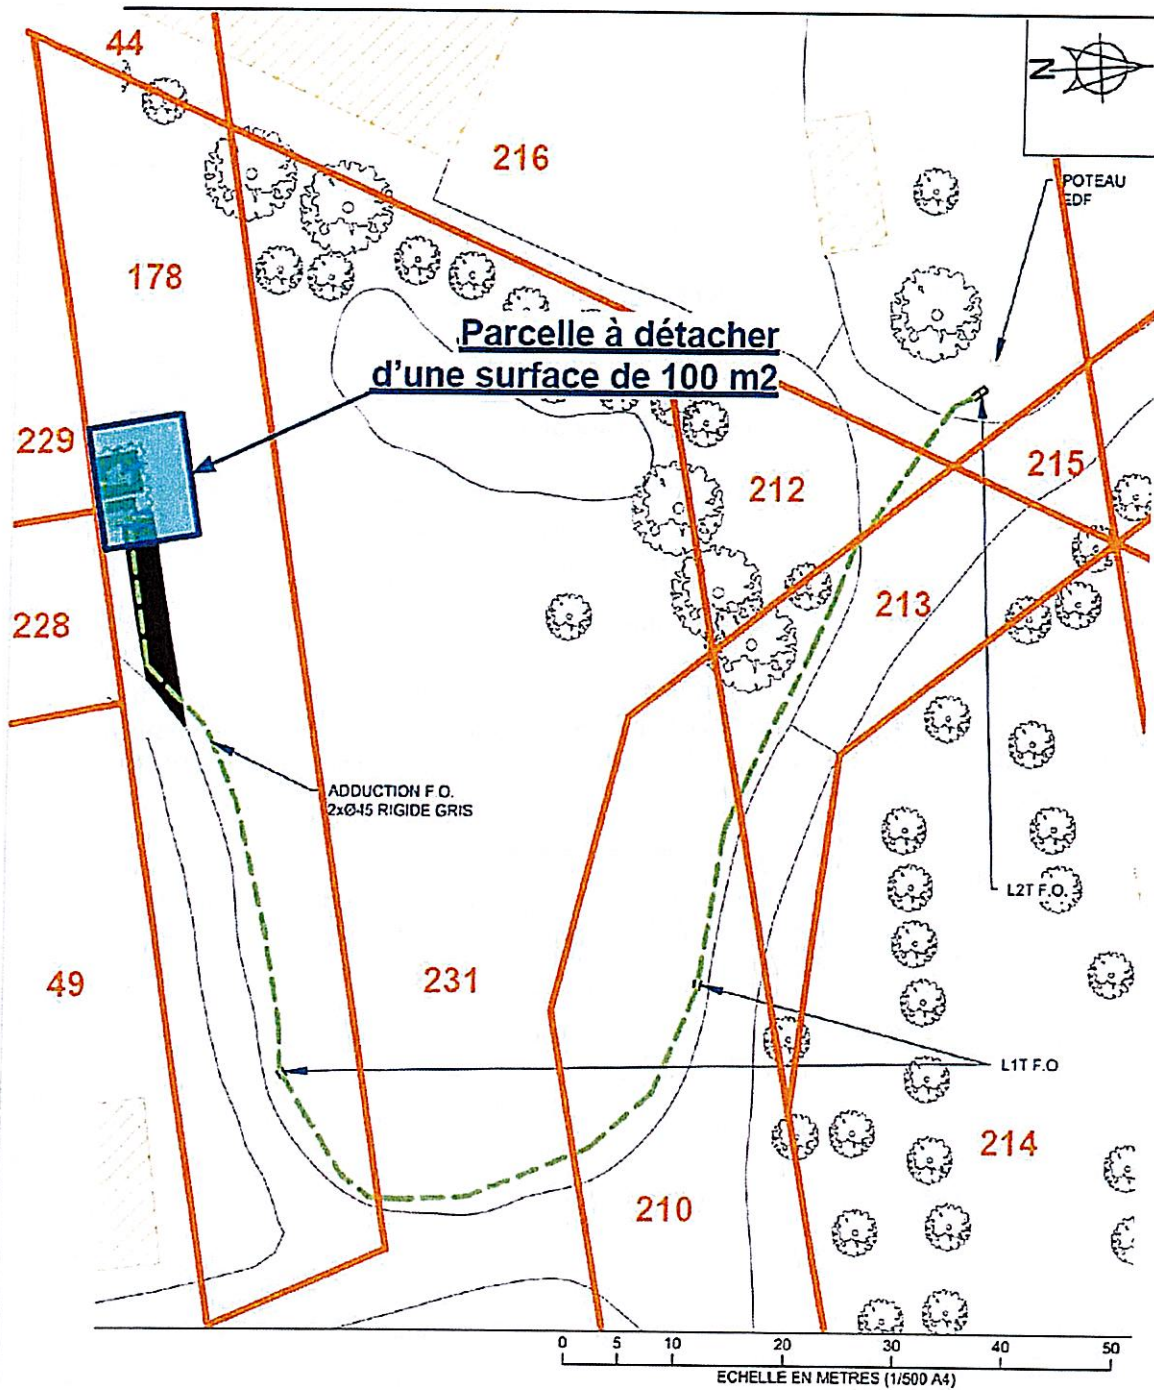 44
216
N
POTEAU
EDF
178
Parcelle à détacher
d'une surface de 100 m2
229
212
215
228
213
ADDUCTION F.O.
2xØ45 RIGIDE GRIS
L2T F.O.
49
231
L1T F.O
214
210
0 5 10 20 30 40 50
ECHELLE EN METRES (1/500 A4)